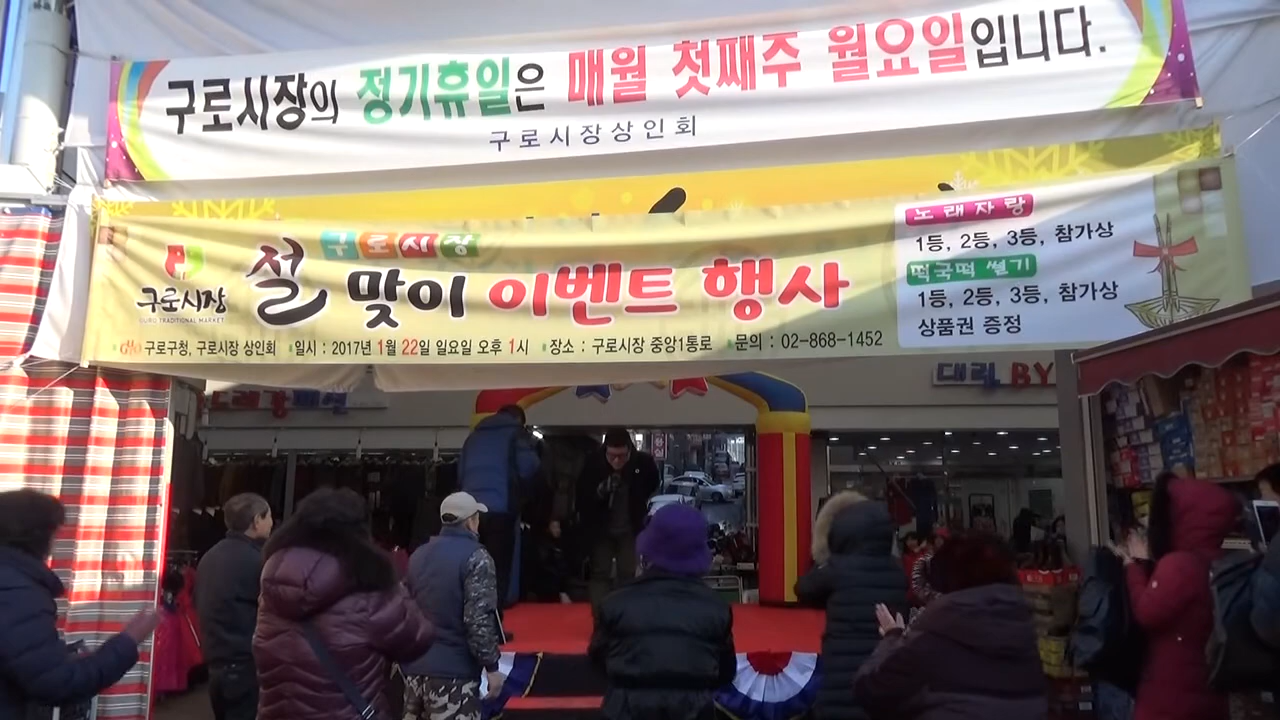 구로시장의 정기휴일은 매월 첫째주 월요일입니다.
구로시장상인회
구로시장
GURO TRADITIONAL MARKET
구로시장
설 맞이 이벤트 행사
노래자랑
1등, 2등, 3등, 참가상
떡국떡 썰기
1등, 2등, 3등, 참가상
상품권 증정
구로구청, 구로시장 상인회 일시 : 2017년 1월 22일 일요일 오후 1시 장소 : 구로시장 중앙1통로 문의 : 02-868-1452
대리 BY